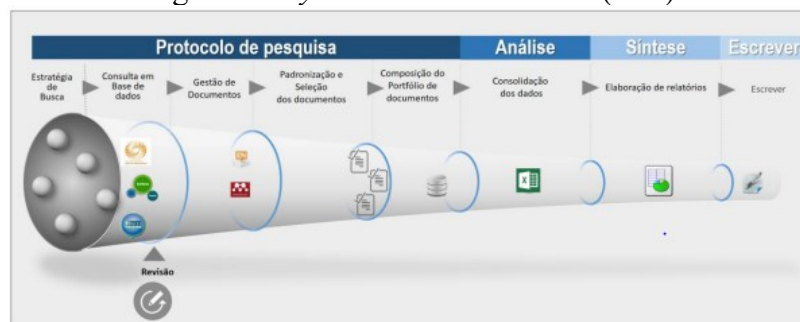 Protocolo de pesquisa
Análise
Síntese
Escrever
Estratégia
de
Busca
Consulta em
Base de
dados
Gestão de
Documentos
Padronização e
Seleção
dos documentos
Composição do
Portfólio de
documentos
Consolidação
dos dados
Elaboração de relatórios
Escrever
Revisão